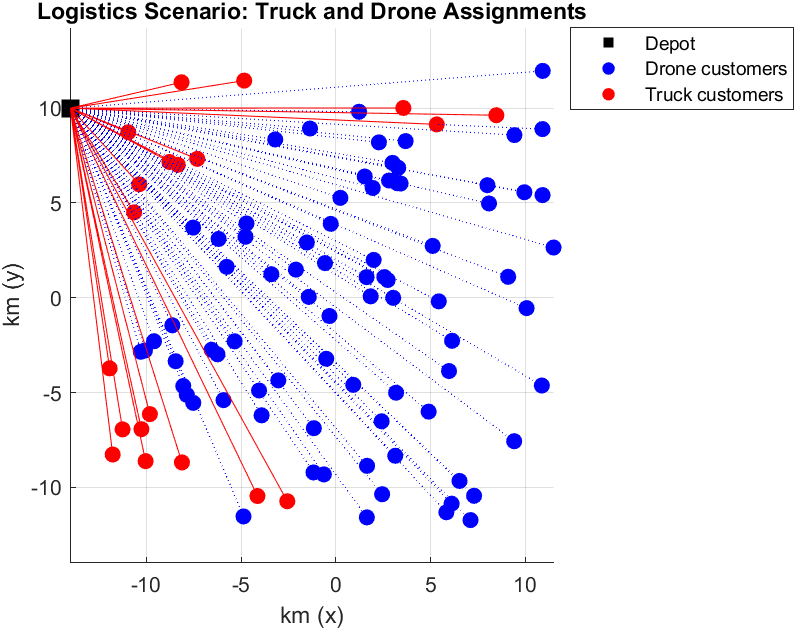 Logistics Scenario: Truck and Drone Assignments
Depot
Drone customers
Truck customers
10
5
0
-5
-10
km (y)
-10
-5
0
5
10
km (x)